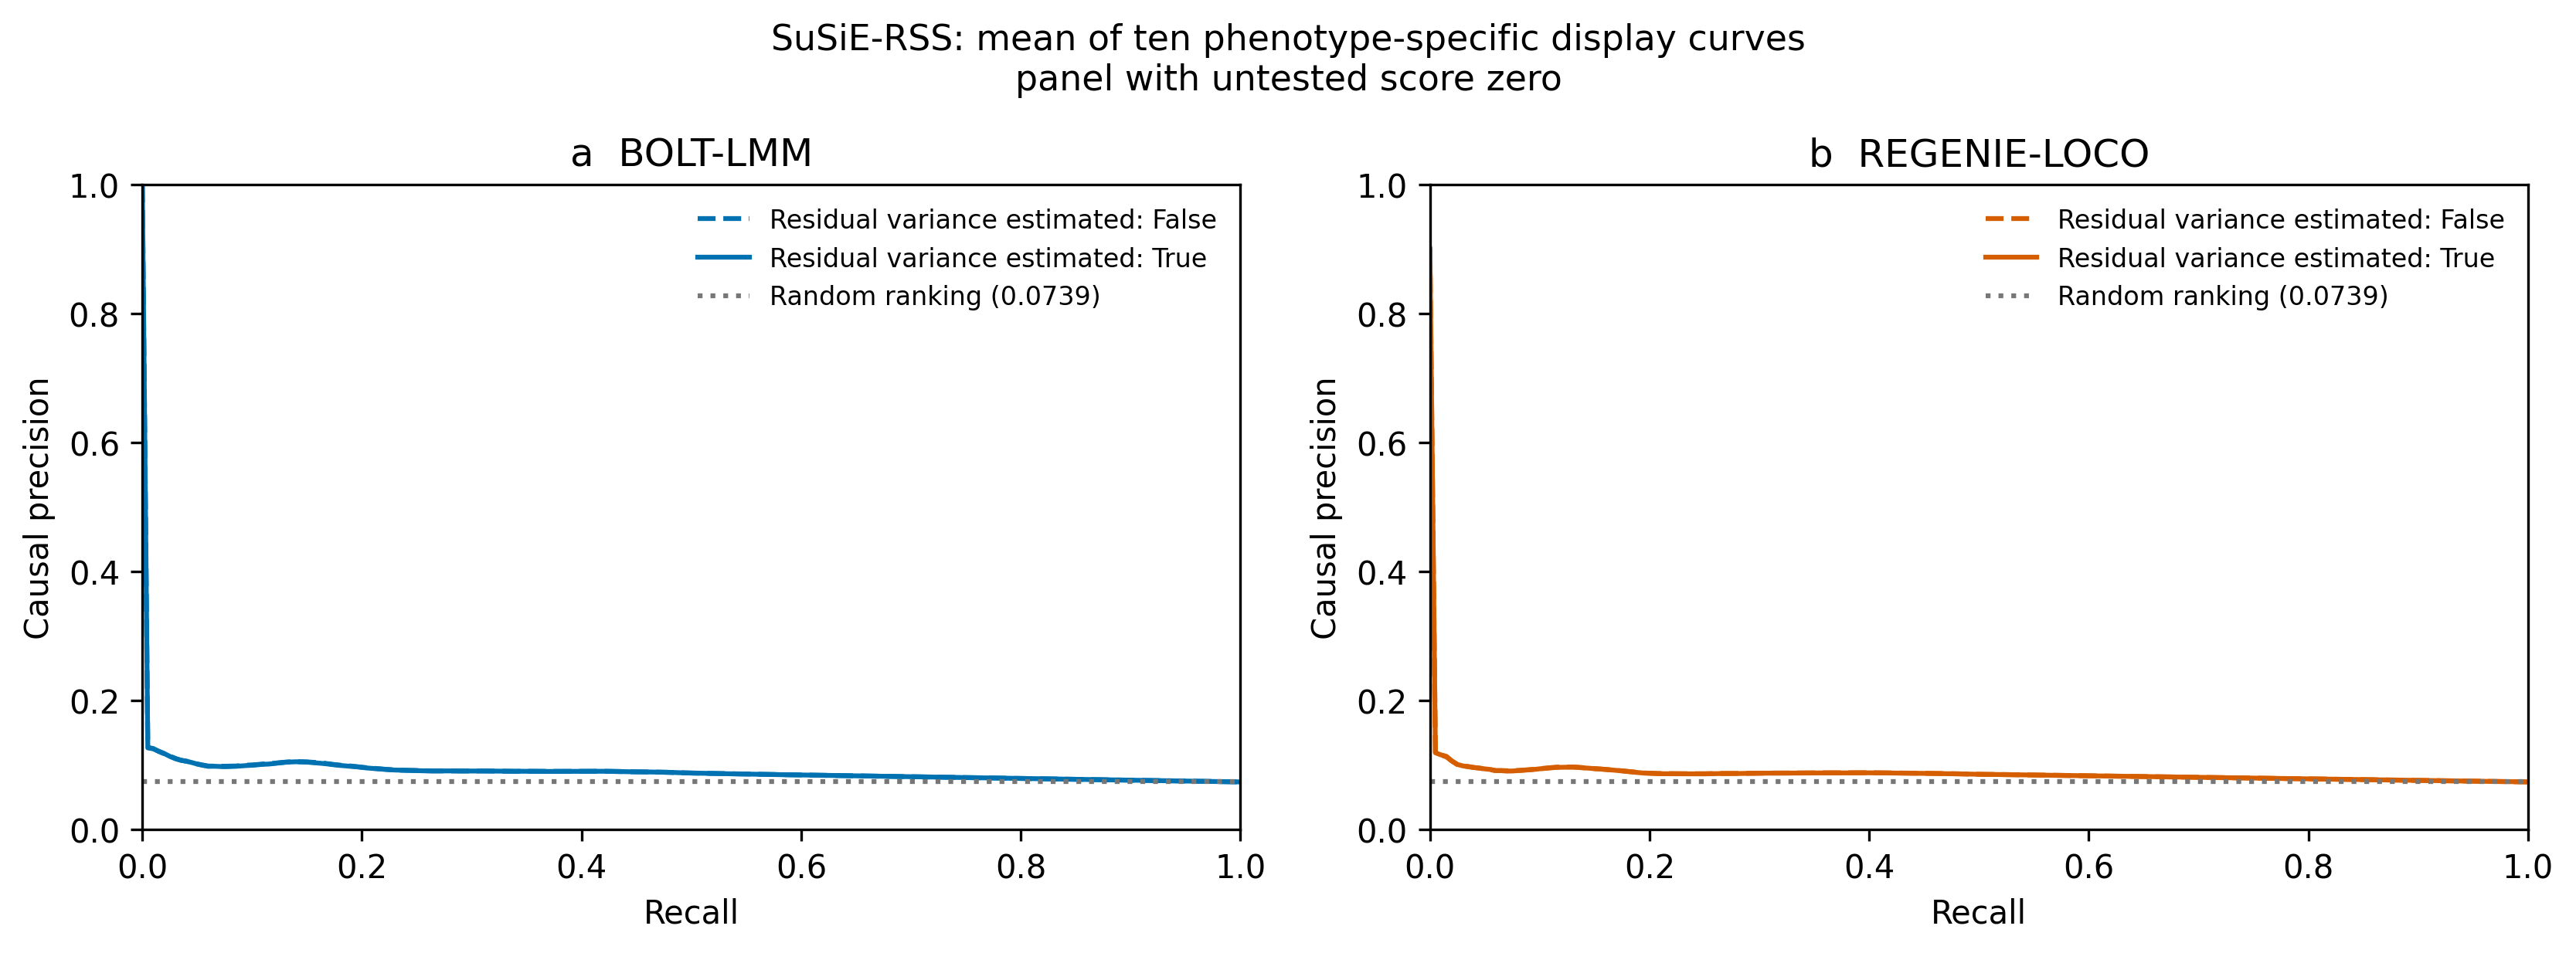 SuSiE-RSS: mean of ten phenotype-specific display curves
panel with untested score zero
a BOLT-LMM
1.0
0.8
0.6
0.4
0.2
0.0
Causal precision
Residual variance estimated: False
Residual variance estimated: True
Random ranking (0.0739)
0.0 0.2 0.4 0.6 0.8 1.0
Recall
b REGENIE-LOCO
1.0
0.8
0.6
0.4
0.2
0.0
Causal precision
Residual variance estimated: False
Residual variance estimated: True
Random ranking (0.0739)
0.0 0.2 0.4 0.6 0.8 1.0
Recall